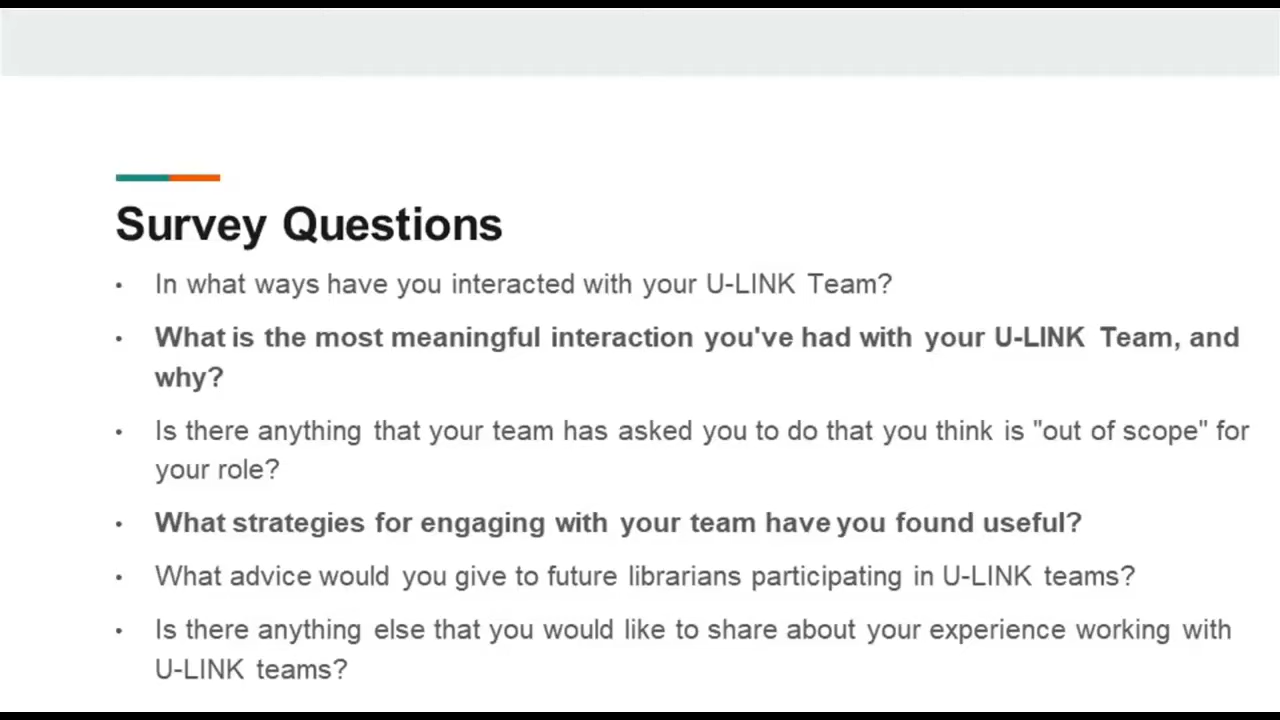 Survey Questions
• In what ways have you interacted with your U-LINK Team?
• What is the most meaningful interaction you've had with your U-LINK Team, and
why?
• Is there anything that your team has asked you to do that you think is "out of scope" for
your role?
• What strategies for engaging with your team have you found useful?
• What advice would you give to future librarians participating in U-LINK teams?
• Is there anything else that you would like to share about your experience working with
U-LINK teams?